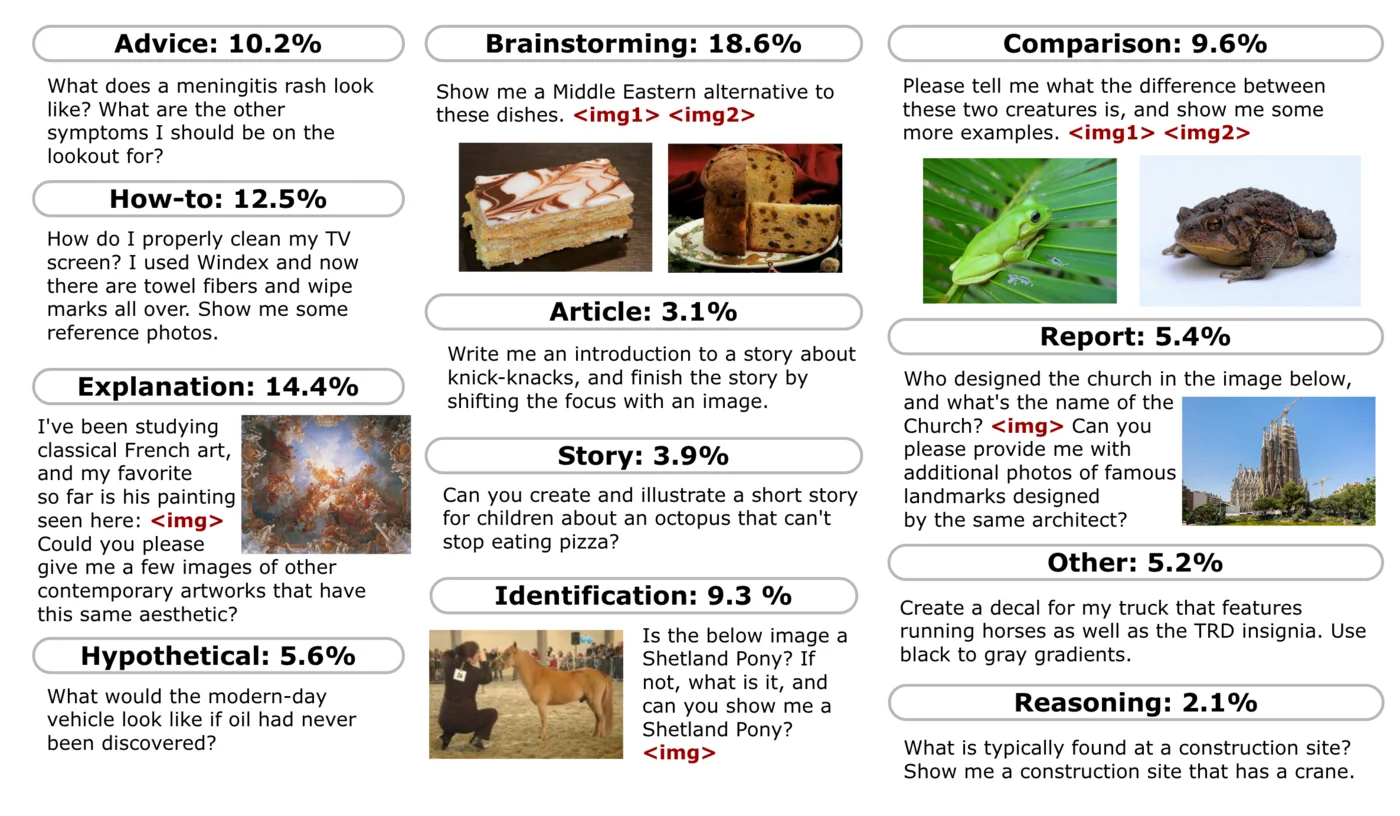 Advice: 10.2%
What does a meningitis rash look
like? What are the other
symptoms I should be on the
lookout for?
How-to: 12.5%
How do I properly clean my TV
screen? I used Windex and now
there are towel fibers and wipe
marks all over. Show me some
reference photos.
Explanation: 14.4%
I've been studying
classical French art,
and my favorite
so far is his painting
seen here: <img>
Could you please
give me a few images of other
contemporary artworks that have
this same aesthetic?
Hypothetical: 5.6%
What would the modern-day
vehicle look like if oil had never
been discovered?
Brainstorming: 18.6%
Show me a Middle Eastern alternative to
these dishes. <img1> <img2>
Article: 3.1%
Write me an introduction to a story about
knick-knacks, and finish the story by
shifting the focus with an image.
Story: 3.9%
Can you create and illustrate a short story
for children about an octopus that can't
stop eating pizza?
Identification: 9.3 %
Is the below image a
Shetland Pony? If
not, what is it, and
can you show me a
Shetland Pony?
<img>
Comparison: 9.6%
Please tell me what the difference between
these two creatures is, and show me some
more examples. <img1> <img2>
Report: 5.4%
Who designed the church in the image below,
and what's the name of the
Church? <img> Can you
please provide me with
additional photos of famous
landmarks designed
by the same architect?
Other: 5.2%
Create a decal for my truck that features
running horses as well as the TRD insignia. Use
black to gray gradients.
Reasoning: 2.1%
What is typically found at a construction site?
Show me a construction site that has a crane.